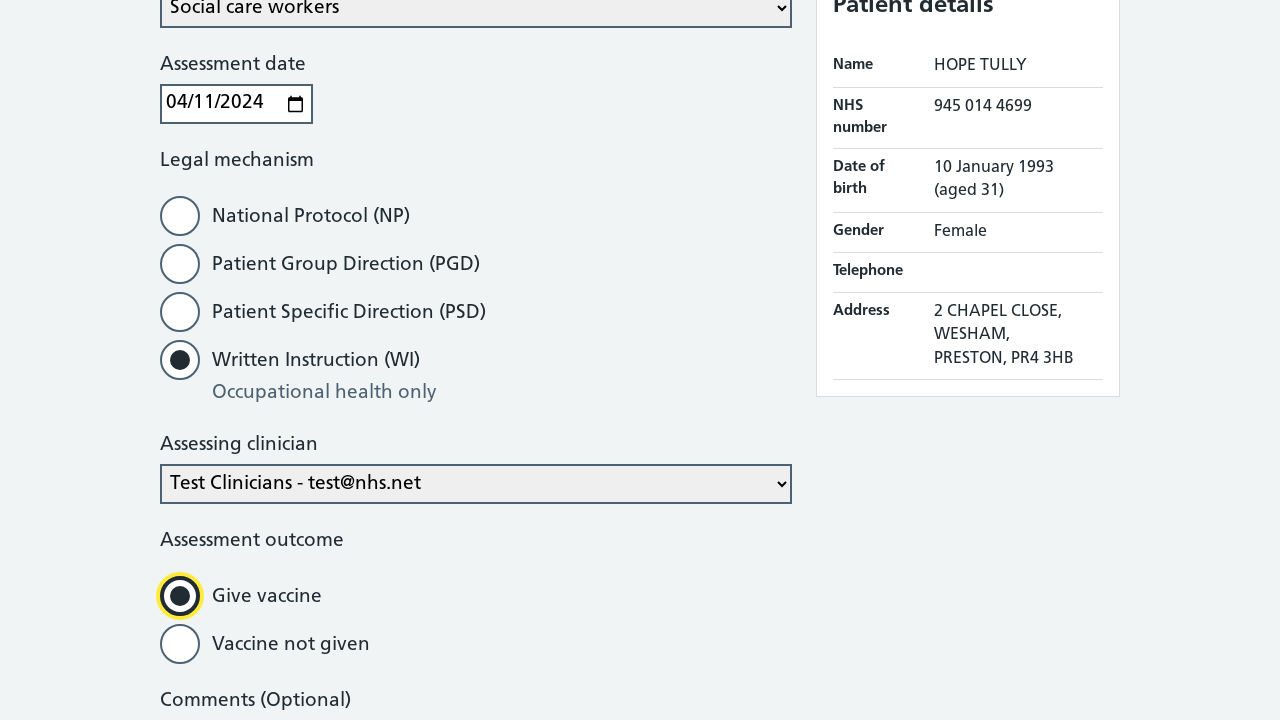 Social care workers
Assessment date
04/11/2024
Legal mechanism
National Protocol (NP)
Patient Group Direction (PGD)
Patient Specific Direction (PSD)
Written Instruction (WI)
Occupational health only
Assessing clinician
Test Clinicians - test@nhs.net
Assessment outcome
Give vaccine
Vaccine not given
Comments (Optional)
Patient details
Name HOPE TULLY
NHS number 945 014 4699
Date of birth 10 January 1993
(aged 31)
Gender Female
Telephone
Address 2 CHAPEL CLOSE,
WESHAM,
PRESTON, PR4 3HB